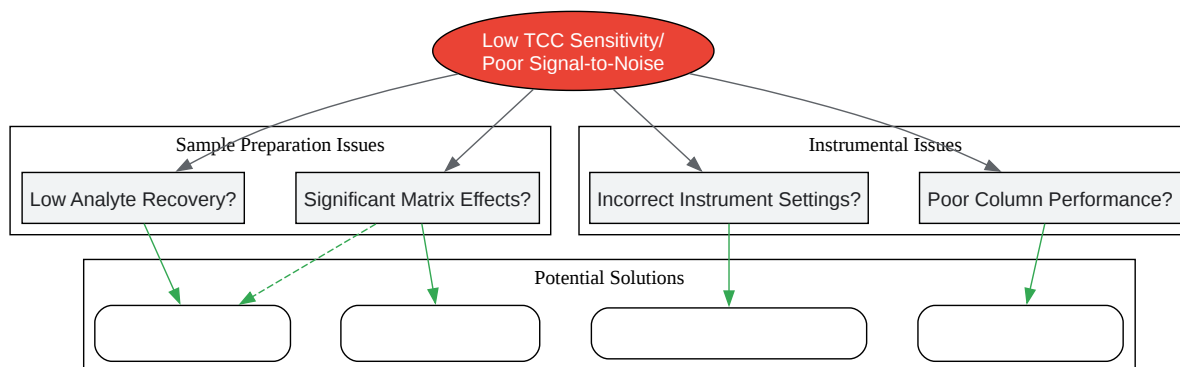 Low TCC Sensitivity/
Poor Signal-to-Noise
Sample Preparation Issues
Instrumental Issues
Low Analyte Recovery?
Significant Matrix Effects?
Incorrect Instrument Settings?
Poor Column Performance?
Potential Solutions